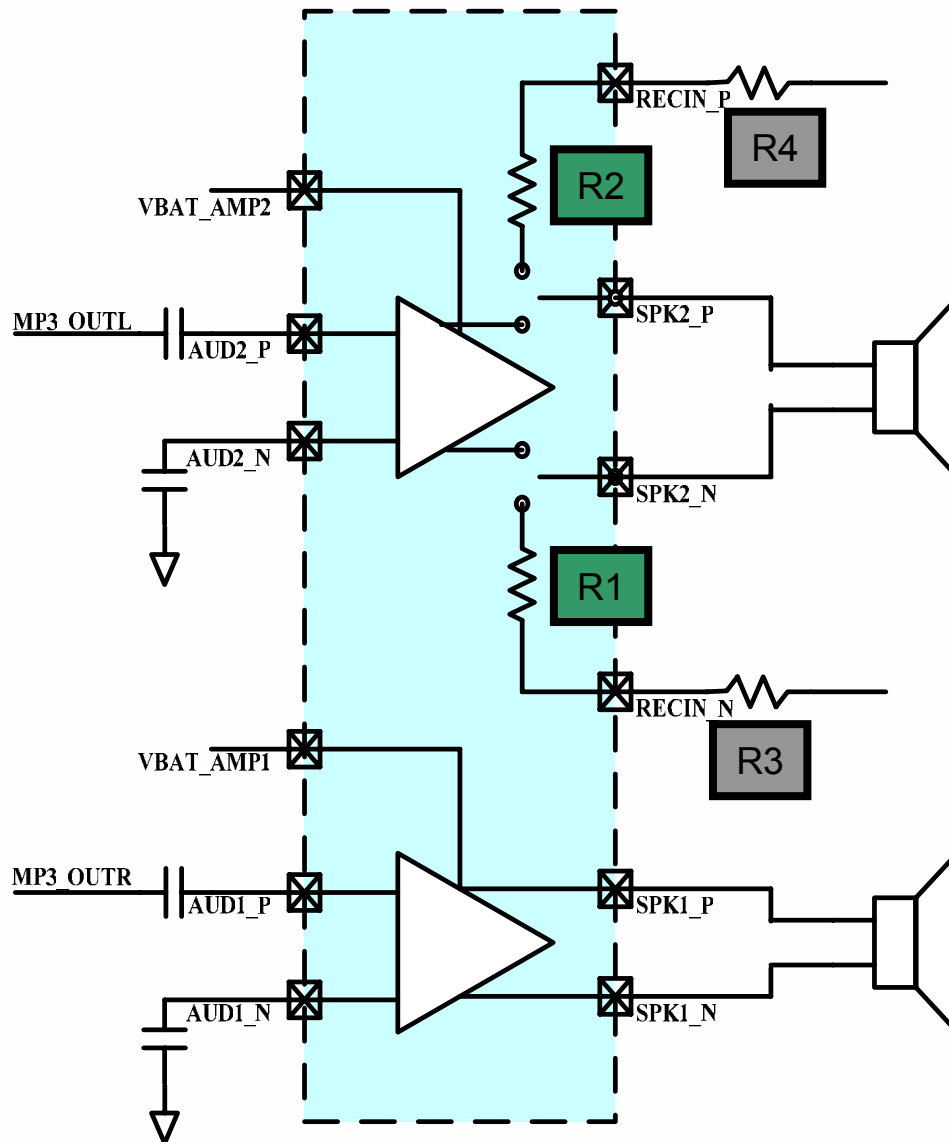 RECIN_P
R4
R2
VBAT_AMP2
MP3_OUTL
AUD2_P
SPK2_P
AUD2_N
SPK2_N
R1
RECIN_N
R3
VBAT_AMP1
MP3_OUTR
AUD1_P
SPK1_P
AUD1_N
SPK1_N